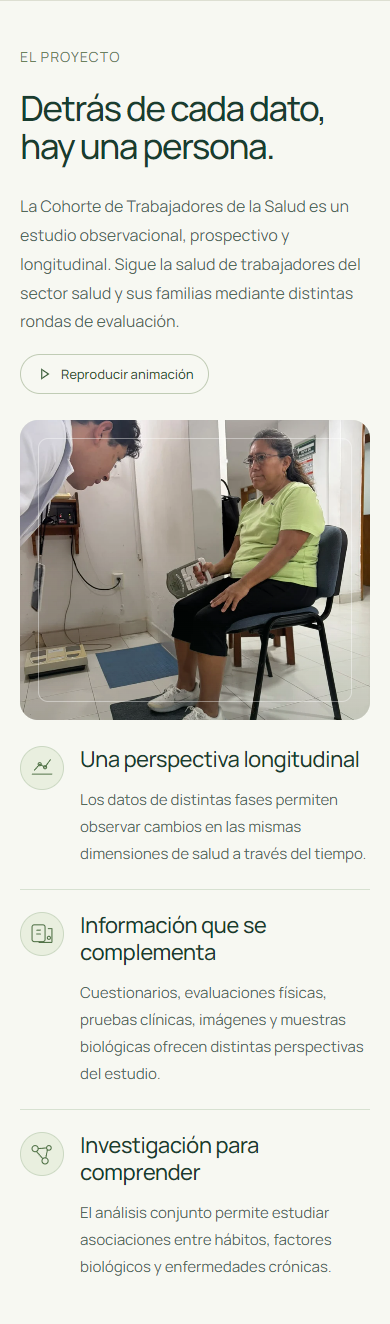 EL PROYECTO
Detrás de cada dato,
hay una persona.
La Cohorte de Trabajadores de la Salud es un
estudio observacional, prospectivo y
longitudinal. Sigue la salud de trabajadores del
sector salud y sus familias mediante distintas
rondas de evaluación.
Reproducir animación
Una perspectiva longitudinal
Los datos de distintas fases permiten
observar cambios en las mismas
dimensiones de salud a través del tiempo.
Información que se
complementa
Cuestionarios, evaluaciones físicas,
pruebas clínicas, imágenes y muestras
biológicas ofrecen distintas perspectivas
del estudio.
Investigación para
comprender
El análisis conjunto permite estudiar
asociaciones entre hábitos, factores
biológicos y enfermedades crónicas.